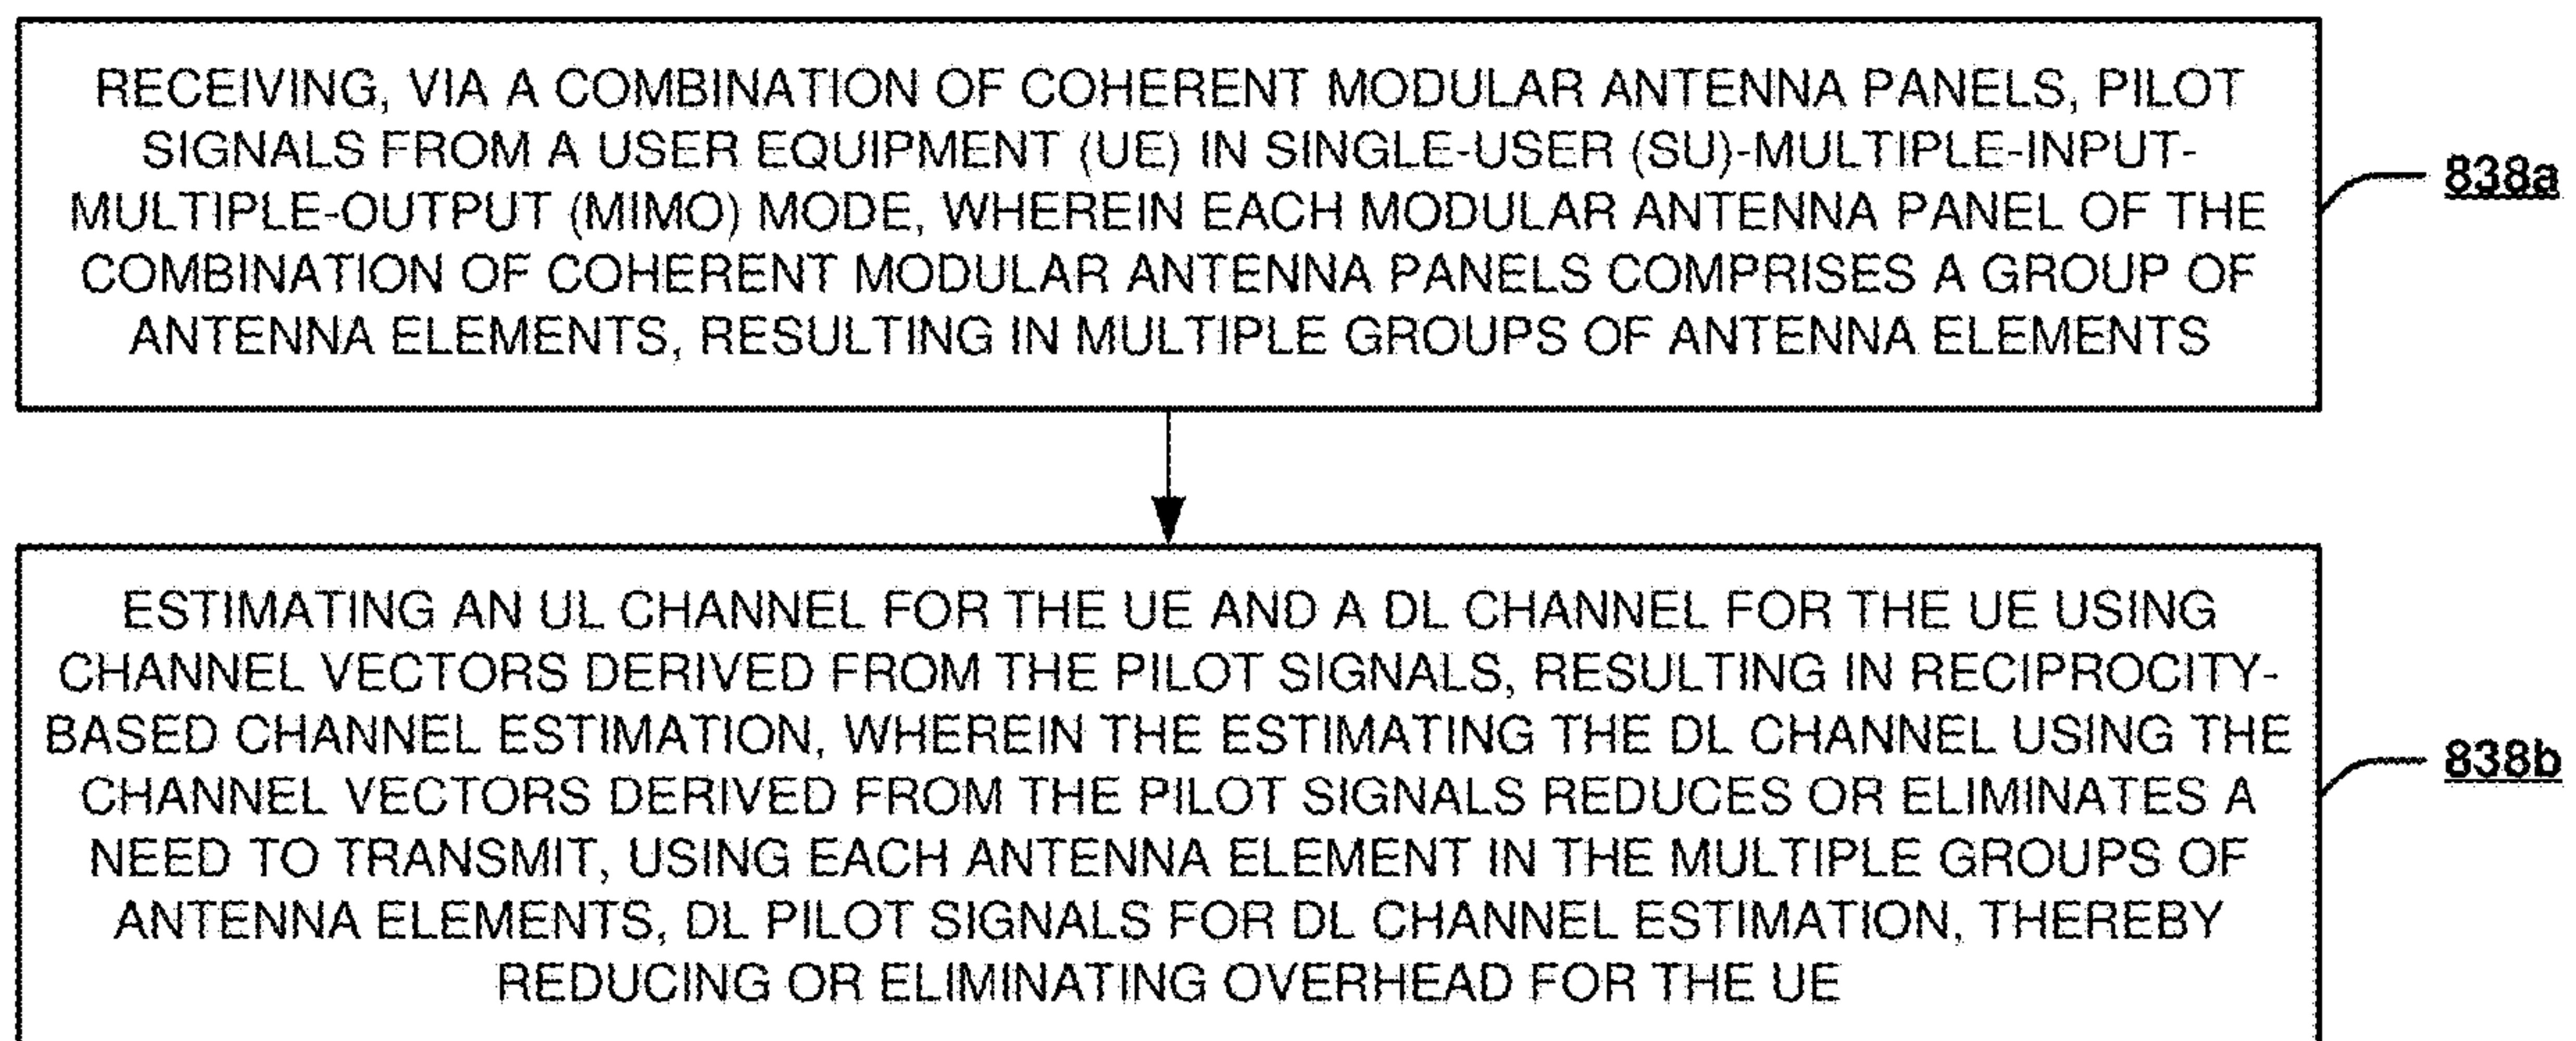 RECEIVING, VIA A COMBINATION OF COHERENT MODULAR ANTENNA PANELS, PILOT
SIGNALS FROM A USER EQUIPMENT (UE) IN SINGLE-USER (SU)-MULTIPLE-INPUT-
MULTIPLE-OUTPUT (MIMO) MODE, WHEREIN EACH MODULAR ANTENNA PANEL OF THE
COMBINATION OF COHERENT MODULAR ANTENNA PANELS COMPRISES A GROUP OF
ANTENNA ELEMENTS, RESULTING IN MULTIPLE GROUPS OF ANTENNA ELEMENTS
838a
ESTIMATING AN UL CHANNEL FOR THE UE AND A DL CHANNEL FOR THE UE USING
CHANNEL VECTORS DERIVED FROM THE PILOT SIGNALS, RESULTING IN RECIPROCITY-
BASED CHANNEL ESTIMATION, WHEREIN THE ESTIMATING THE DL CHANNEL USING THE
CHANNEL VECTORS DERIVED FROM THE PILOT SIGNALS REDUCES OR ELIMINATES A
NEED TO TRANSMIT, USING EACH ANTENNA ELEMENT IN THE MULTIPLE GROUPS OF
ANTENNA ELEMENTS, DL PILOT SIGNALS FOR DL CHANNEL ESTIMATION, THEREBY
REDUCING OR ELIMINATING OVERHEAD FOR THE UE
838b